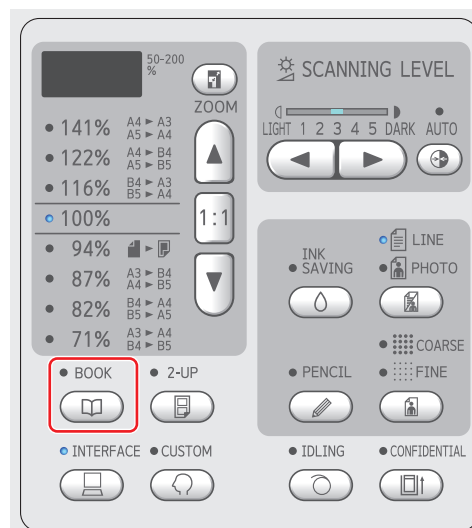 50-200
%
ZOOM
141% A4 ► A3
A5 ► A4
122% A4 ► B4
A5 ► B5
116% B4 ► A3
B5 ► A4
100%
1:1
94%
87% A3 ► B4
A4 ► B5
82% B4 ► A4
B5 ► A5
71% A3 ► A4
B4 ► B5
SCANNING LEVEL
LIGHT 1 2 3 4 5 DARK AUTO
INK
SAVING
LINE
PHOTO
PENCIL
COARSE
FINE
BOOK
2-UP
INTERFACE
CUSTOM
IDLING
CONFIDENTIAL